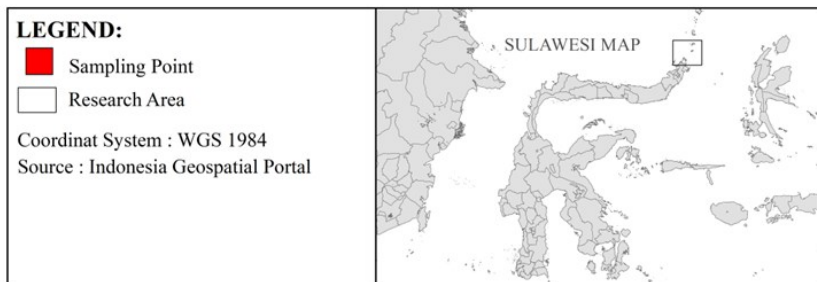 LEGEND:
Sampling Point
Research Area
Coordinat System : WGS 1984
Source : Indonesia Geospatial Portal
SULAWESI MAP